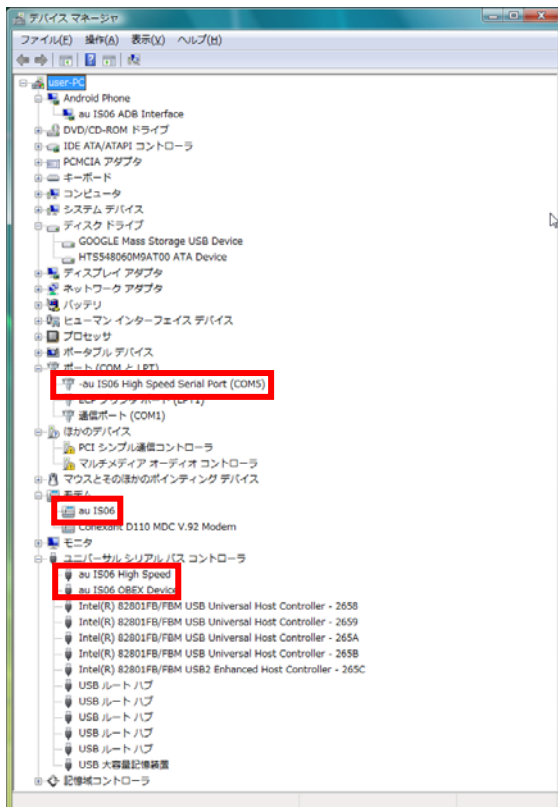 デバイス マネージャ
ファイル(F) 操作(A) 表示(V) ヘルプ(H)
user-PC
Android Phone
au IS06 ADB Interface
DVD/CD-ROM ドライブ
IDE ATA/ATAPI コントローラ
PCMCIA アダプタ
キーボード
コンピュータ
システム デバイス
ディスク ドライブ
GOOGLE Mass Storage USB Device
HTS548060M9AT00 ATA Device
ディスプレイ アダプタ
ネットワーク アダプタ
バッテリ
ヒューマン インターフェイス デバイス
プロセッサ
ポータブル デバイス
ポート (COM と LPT)
-au IS06 High Speed Serial Port (COM5)
ECP プリンタ ポート (LPT1)
通信ポート (COM1)
ほかのデバイス
PCI シンプル通信コントローラ
マルチメディア オーディオ コントローラ
マウスとそのほかのポインティング デバイス
モデム
au IS06
Conexant D110 MDC V.92 Modem
モニタ
ユニバーサル シリアル バス コントローラ
au IS06 High Speed
au IS06 OBEX Device
Intel(R) 82801FB/FBM USB Universal Host Controller - 2658
Intel(R) 82801FB/FBM USB Universal Host Controller - 2659
Intel(R) 82801FB/FBM USB Universal Host Controller - 265A
Intel(R) 82801FB/FBM USB Universal Host Controller - 265B
Intel(R) 82801FB/FBM USB2 Enhanced Host Controller - 265C
USB ルート ハブ
USB ルート ハブ
USB ルート ハブ
USB ルート ハブ
USB ルート ハブ
USB 大容量記憶装置
記憶域コントローラ